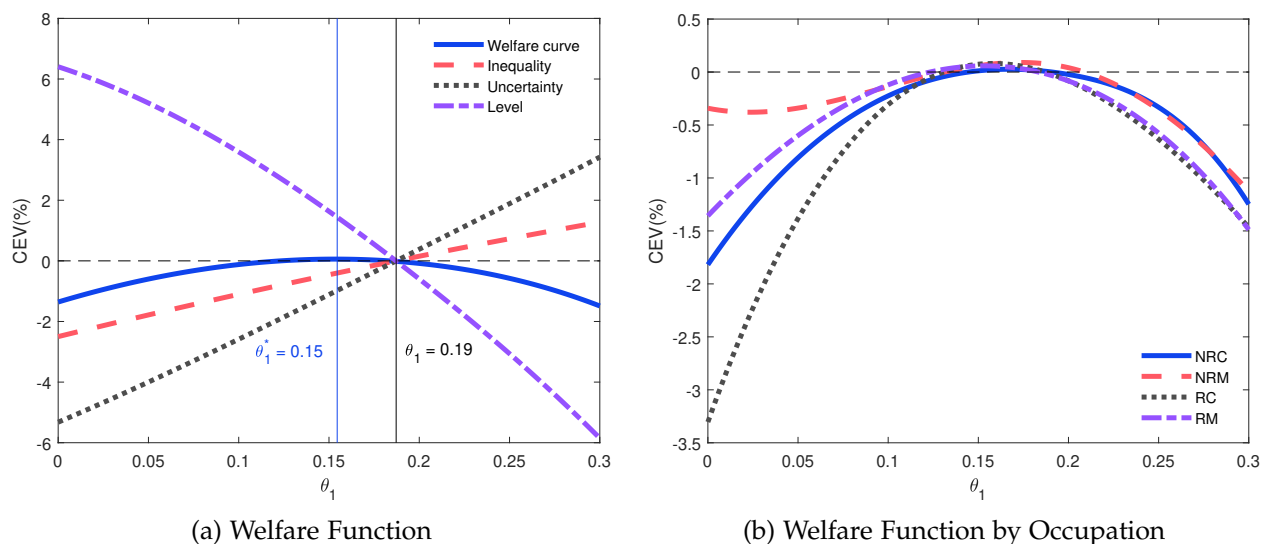 8
6
4
2
0
-2
-4
-6
CEV(%)
Welfare curve
Inequality
Uncertainty
Level
θ₁* = 0.15
θ₁ = 0.19
0 0.05 0.1 0.15 0.2 0.25 0.3
θ₁
(a) Welfare Function
0.5
0
-0.5
-1
-1.5
-2
-2.5
-3
-3.5
CEV(%)
NRC
NRM
RC
RM
0 0.05 0.1 0.15 0.2 0.25 0.3
θ₁
(b) Welfare Function by Occupation